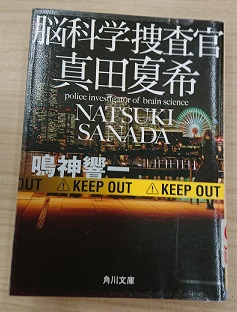 脳科学捜査官
真田夏希
police investigator of brain science
NATSUKI
SANADA
鳴神響一
OUT ⚠ KEEP OUT ⚠ KEEP OUT
角川文庫